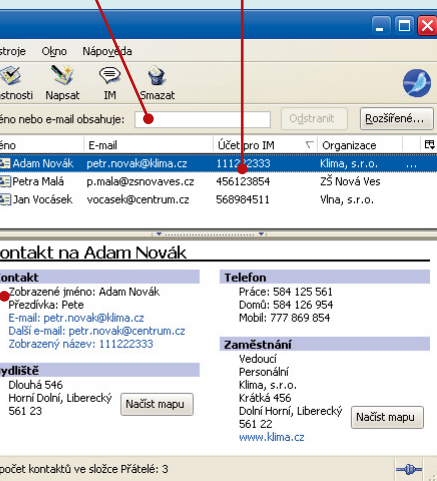 stroje Okno Nápověda
astnosti Napsat IM Smazat
éno nebo e-mail obsahuje: Odstranit Rozšířené...
éno E-mail Účet pro IM Organizace
Adam Novák petr.novak@klima.cz 111222333 Klima, s.r.o. ...
Petra Malá p.mala@zsnovaves.cz 456123854 ZŠ Nová Ves
Jan Vocásek vocasek@centrum.cz 568984511 Vlna, s.r.o.
ontakt na Adam Novák
ontakt
Zobrazené jméno: Adam Novák
Přezdívka: Pete
E-mail: petr.novak@klima.cz
Další e-mail: petr.novak@centrum.cz
Zobrazený název: 111222333
ydliště
Dlouhá 546
Horní Dolní, Liberecký
561 23
Načíst mapu
Telefon
Práce: 584 125 561
Domů: 584 126 954
Mobil: 777 869 854
Zaměstnání
Vedoucí
Personální
Klima, s.r.o.
Krátká 456
Dolní Horní, Liberecký
561 22
Načíst mapu
www.klima.cz
počet kontaktů ve složce Přátelé: 3